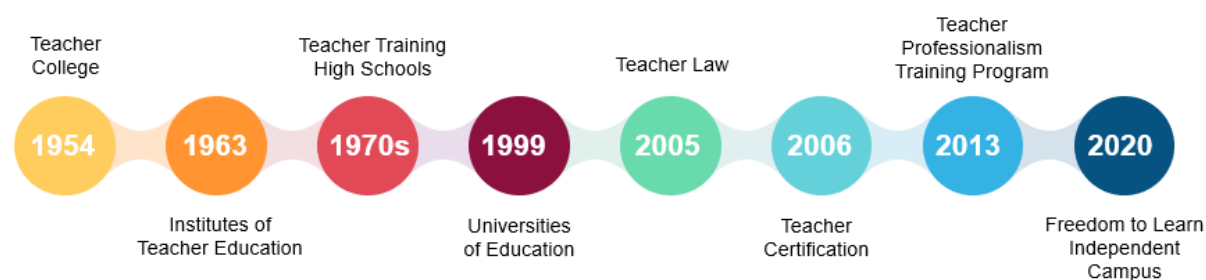 Teacher
College
1954
1963
Institutes of
Teacher Education
Teacher Training
High Schools
1970s
1999
Universities
of Education
Teacher Law
2005
2006
Teacher
Certification
Teacher
Professionalism
Training Program
2013
2020
Freedom to Learn
Independent
Campus